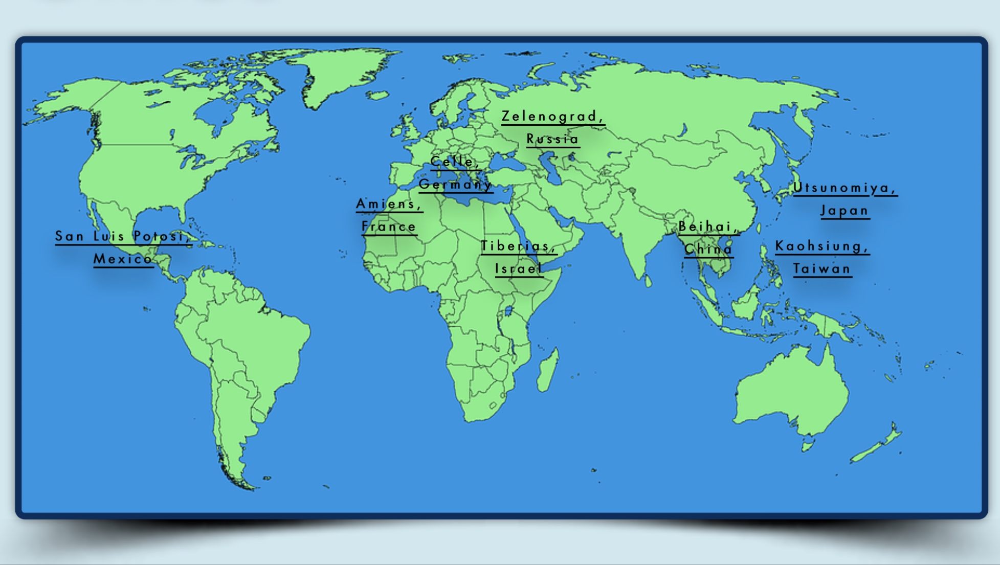 Zelenograd,
Russia
Celle,
Germany
Utsunomiya,
Japan
Amiens,
France
Beihai,
China
San Luis Potosi,
Mexico
Tiberias,
Israel
Kaohsiung,
Taiwan